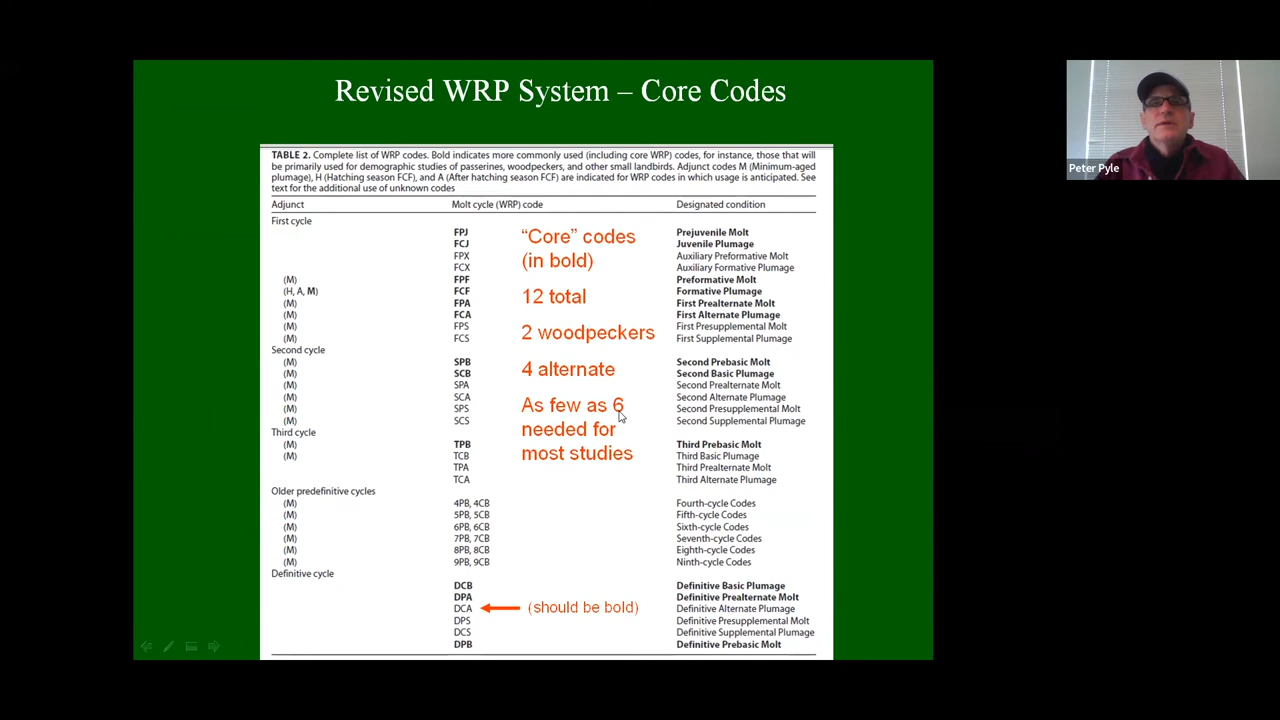 Revised WRP System – Core Codes
TABLE 2. Complete list of WRP codes. Bold indicates more commonly used (including core WRP) codes, for instance, those that will
be primarily used for demographic studies of passerines, woodpeckers, and other small landbirds. Adjunct codes M (Minimum-aged
plumage), H (Hatching season FCF), and A (After hatching season FCF) are indicated for WRP codes in which usage is anticipated. See
text for the additional use of unknown codes
Adjunct Molt cycle (WRP) code Designated condition
First cycle
FPJ Prejuvenile Molt
FCJ Juvenile Plumage
FPX Auxiliary Preformative Molt
FCX Auxiliary Formative Plumage
(M) FPF Preformative Molt
(H, A, M) FCF Formative Plumage
(M) FPA First Prealternate Molt
(M) FCA First Alternate Plumage
(M) FPS First Presupplemental Molt
(M) FCS First Supplemental Plumage
Second cycle
(M) SPB Second Prebasic Molt
(M) SCB Second Basic Plumage
(M) SPA Second Prealternate Molt
(M) SCA Second Alternate Plumage
(M) SPS Second Presupplemental Molt
(M) SCS Second Supplemental Plumage
Third cycle
(M) TPB Third Prebasic Molt
(M) TCB Third Basic Plumage
TPA Third Prealternate Molt
TCA Third Alternate Plumage
Older predefinitive cycles
(M) 4PB, 4CB Fourth-cycle Codes
(M) 5PB, 5CB Fifth-cycle Codes
(M) 6PB, 6CB Sixth-cycle Codes
(M) 7PB, 7CB Seventh-cycle Codes
(M) 8PB, 8CB Eighth-cycle Codes
(M) 9PB, 9CB Ninth-cycle Codes
Definitive cycle
DCB Definitive Basic Plumage
DPA Definitive Prealternate Molt
DCA Definitive Alternate Plumage
DPS Definitive Presupplemental Molt
DCS Definitive Supplemental Plumage
DPB Definitive Prebasic Molt
“Core” codes
(in bold)
12 total
2 woodpeckers
4 alternate
As few as 6
needed for
most studies
(should be bold)
Peter Pyle